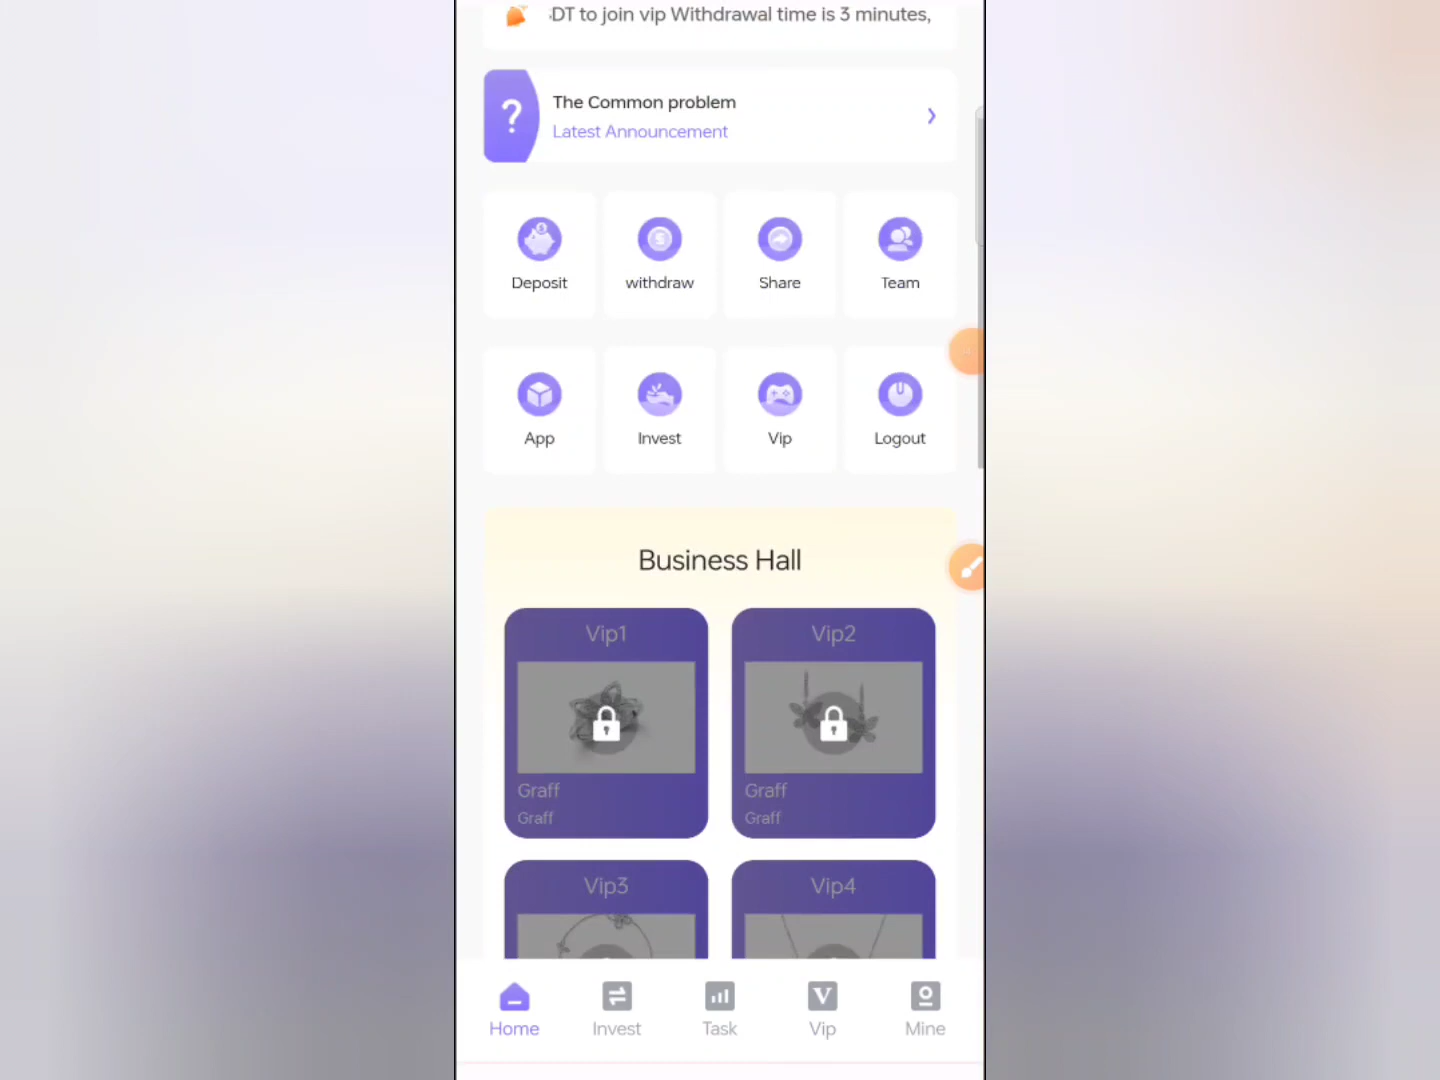 DT to join vip Withdrawal time is 3 minutes,
The Common problem
Latest Announcement
Deposit
withdraw
Share
Team
App
Invest
Vip
Logout
Business Hall
Vip1
Vip2
Graff
Graff
Graff
Graff
Vip3
Vip4
Home
Invest
Task
Vip
Mine